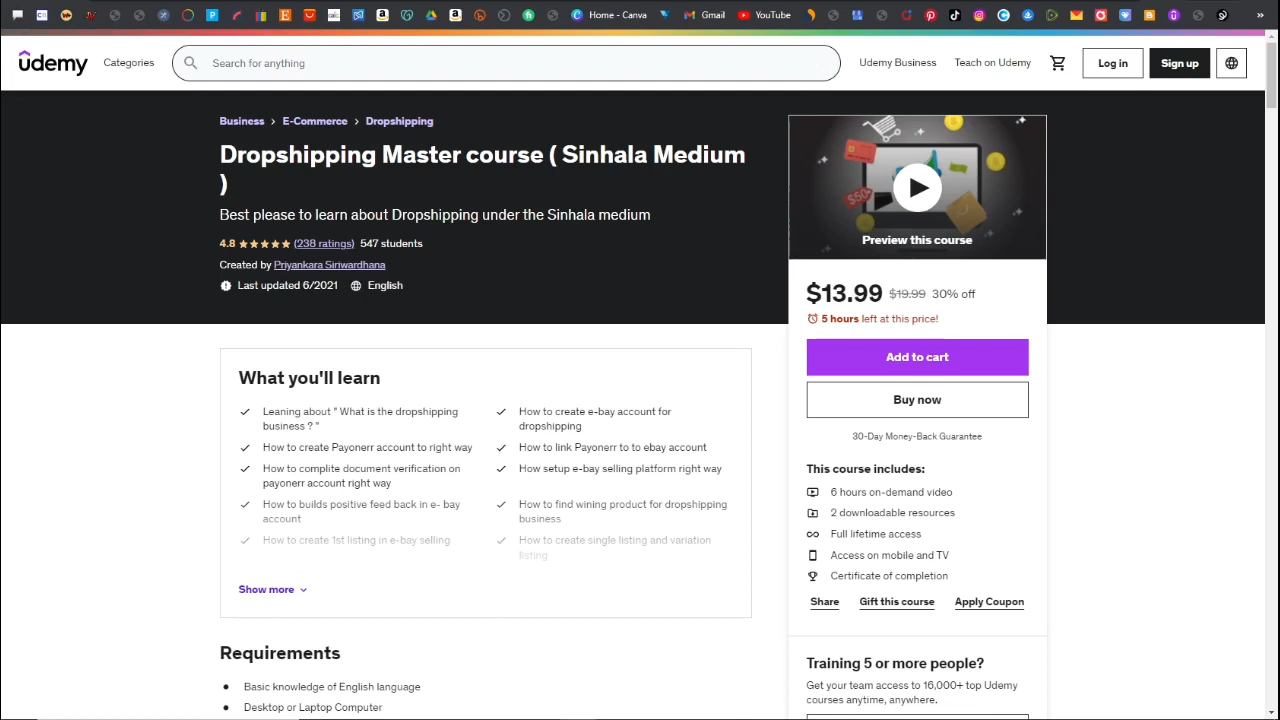 Home - Canva
Gmail
YouTube
»
ûdemy
Categories
Search for anything
Udemy Business
Teach on Udemy
Log in
Sign up
Business > E-Commerce > Dropshipping
Dropshipping Master course ( Sinhala Medium
)
Best please to learn about Dropshipping under the Sinhala medium
4.8 (238 ratings) 547 students
Created by Priyankara Siriwardhana
Last updated 6/2021 English
Preview this course
$13.99 $19.99 30% off
5 hours left at this price!
Add to cart
Buy now
30-Day Money-Back Guarantee
This course includes:
6 hours on-demand video
2 downloadable resources
Full lifetime access
Access on mobile and TV
Certificate of completion
Share
Gift this course
Apply Coupon
Training 5 or more people?
Get your team access to 16,000+ top Udemy
courses anytime, anywhere.
What you'll learn
Leaning about " What is the dropshipping
business ? "
How to create Payonerr account to right way
How to complite document verification on
payonerr account right way
How to builds positive feed back in e- bay
account
How to create 1st listing in e-bay selling
How to create e-bay account for
dropshipping
How to link Payonerr to to ebay account
How setup e-bay selling platform right way
How to find wining product for dropshipping
business
How to create single listing and variation
listing
Show more
Requirements
Basic knowledge of English language
Desktop or Laptop Computer